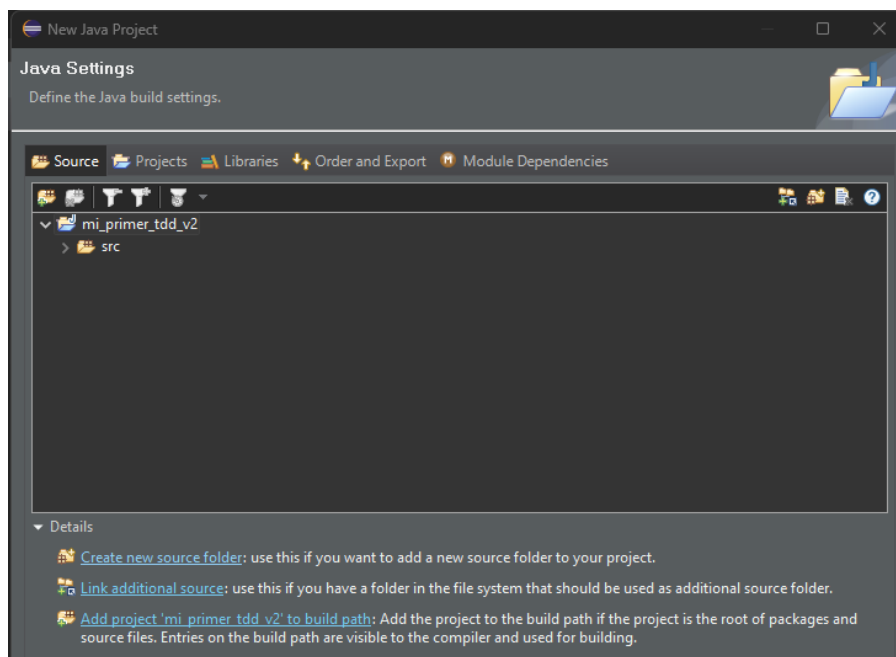 New Java Project
Java Settings
Define the Java build settings.
Source Projects Libraries Order and Export Module Dependencies
mi_primer_tdd_v2
src
Details
Create new source folder: use this if you want to add a new source folder to your project.
Link additional source: use this if you have a folder in the file system that should be used as additional source folder.
Add project 'mi_primer_tdd_v2' to build path: Add the project to the build path if the project is the root of packages and
source files. Entries on the build path are visible to the compiler and used for building.